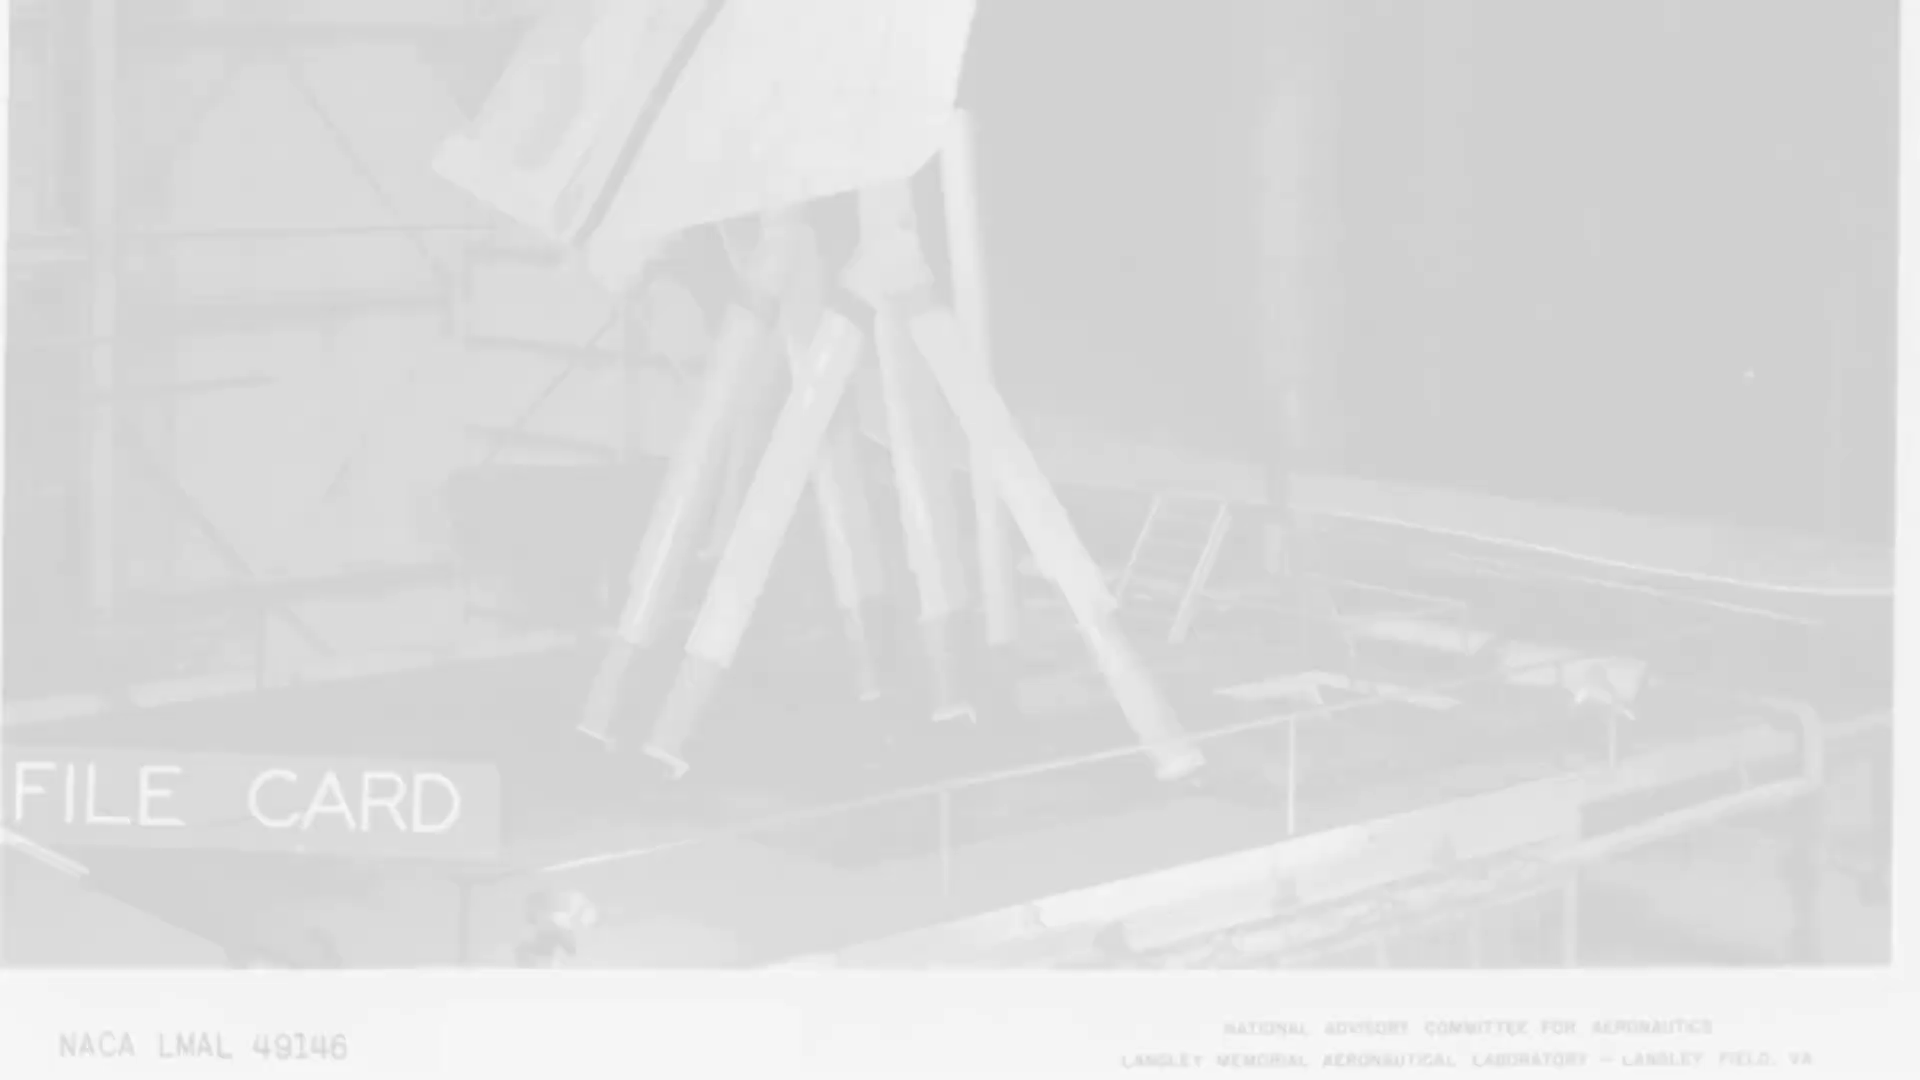 FILE CARD
NACA LMAL 49146
NATIONAL ADVISORY COMMITTEE FOR AERONAUTICS
LANGLEY MEMORIAL AERONAUTICAL LABORATORY – LANGLEY FIELD, VA